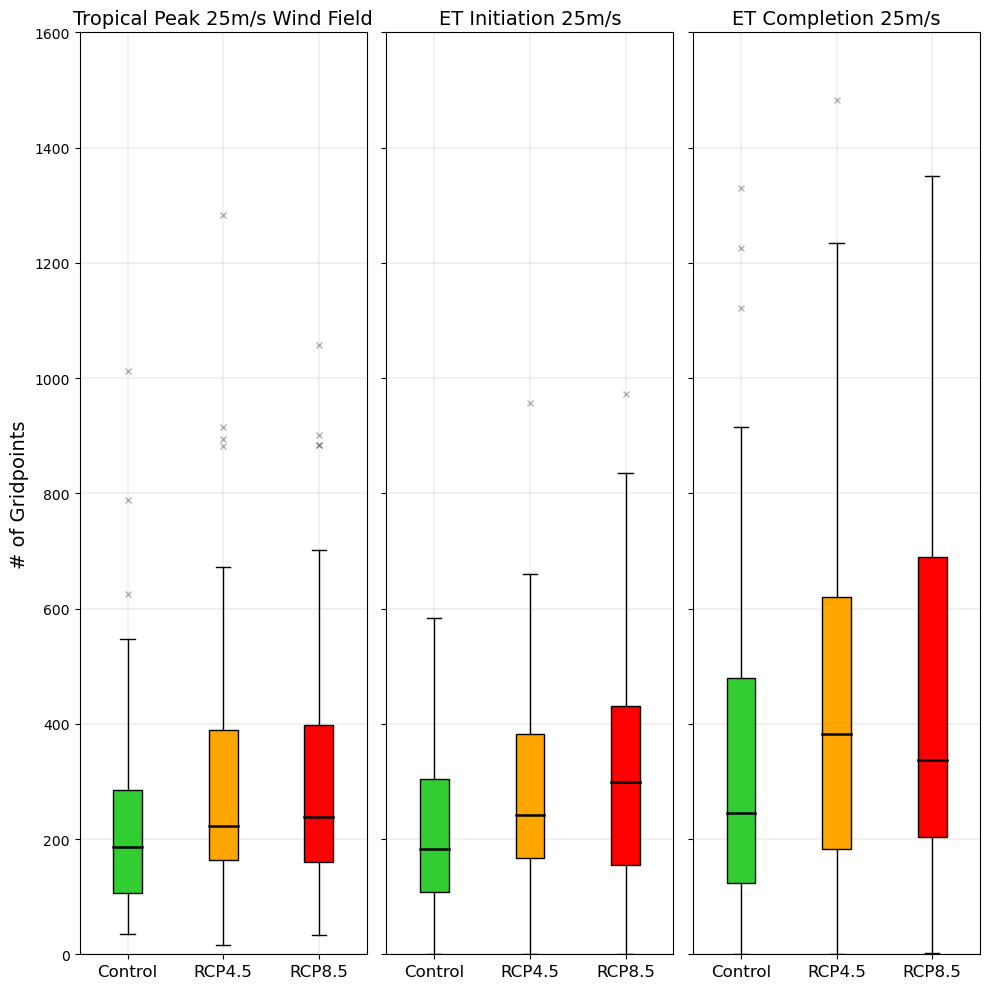 Tropical Peak 25m/s Wind Field
ET Initiation 25m/s
ET Completion 25m/s
1600
1400
1200
1000
800
600
400
200
0
# of Gridpoints
Control RCP4.5 RCP8.5
Control RCP4.5 RCP8.5
Control RCP4.5 RCP8.5